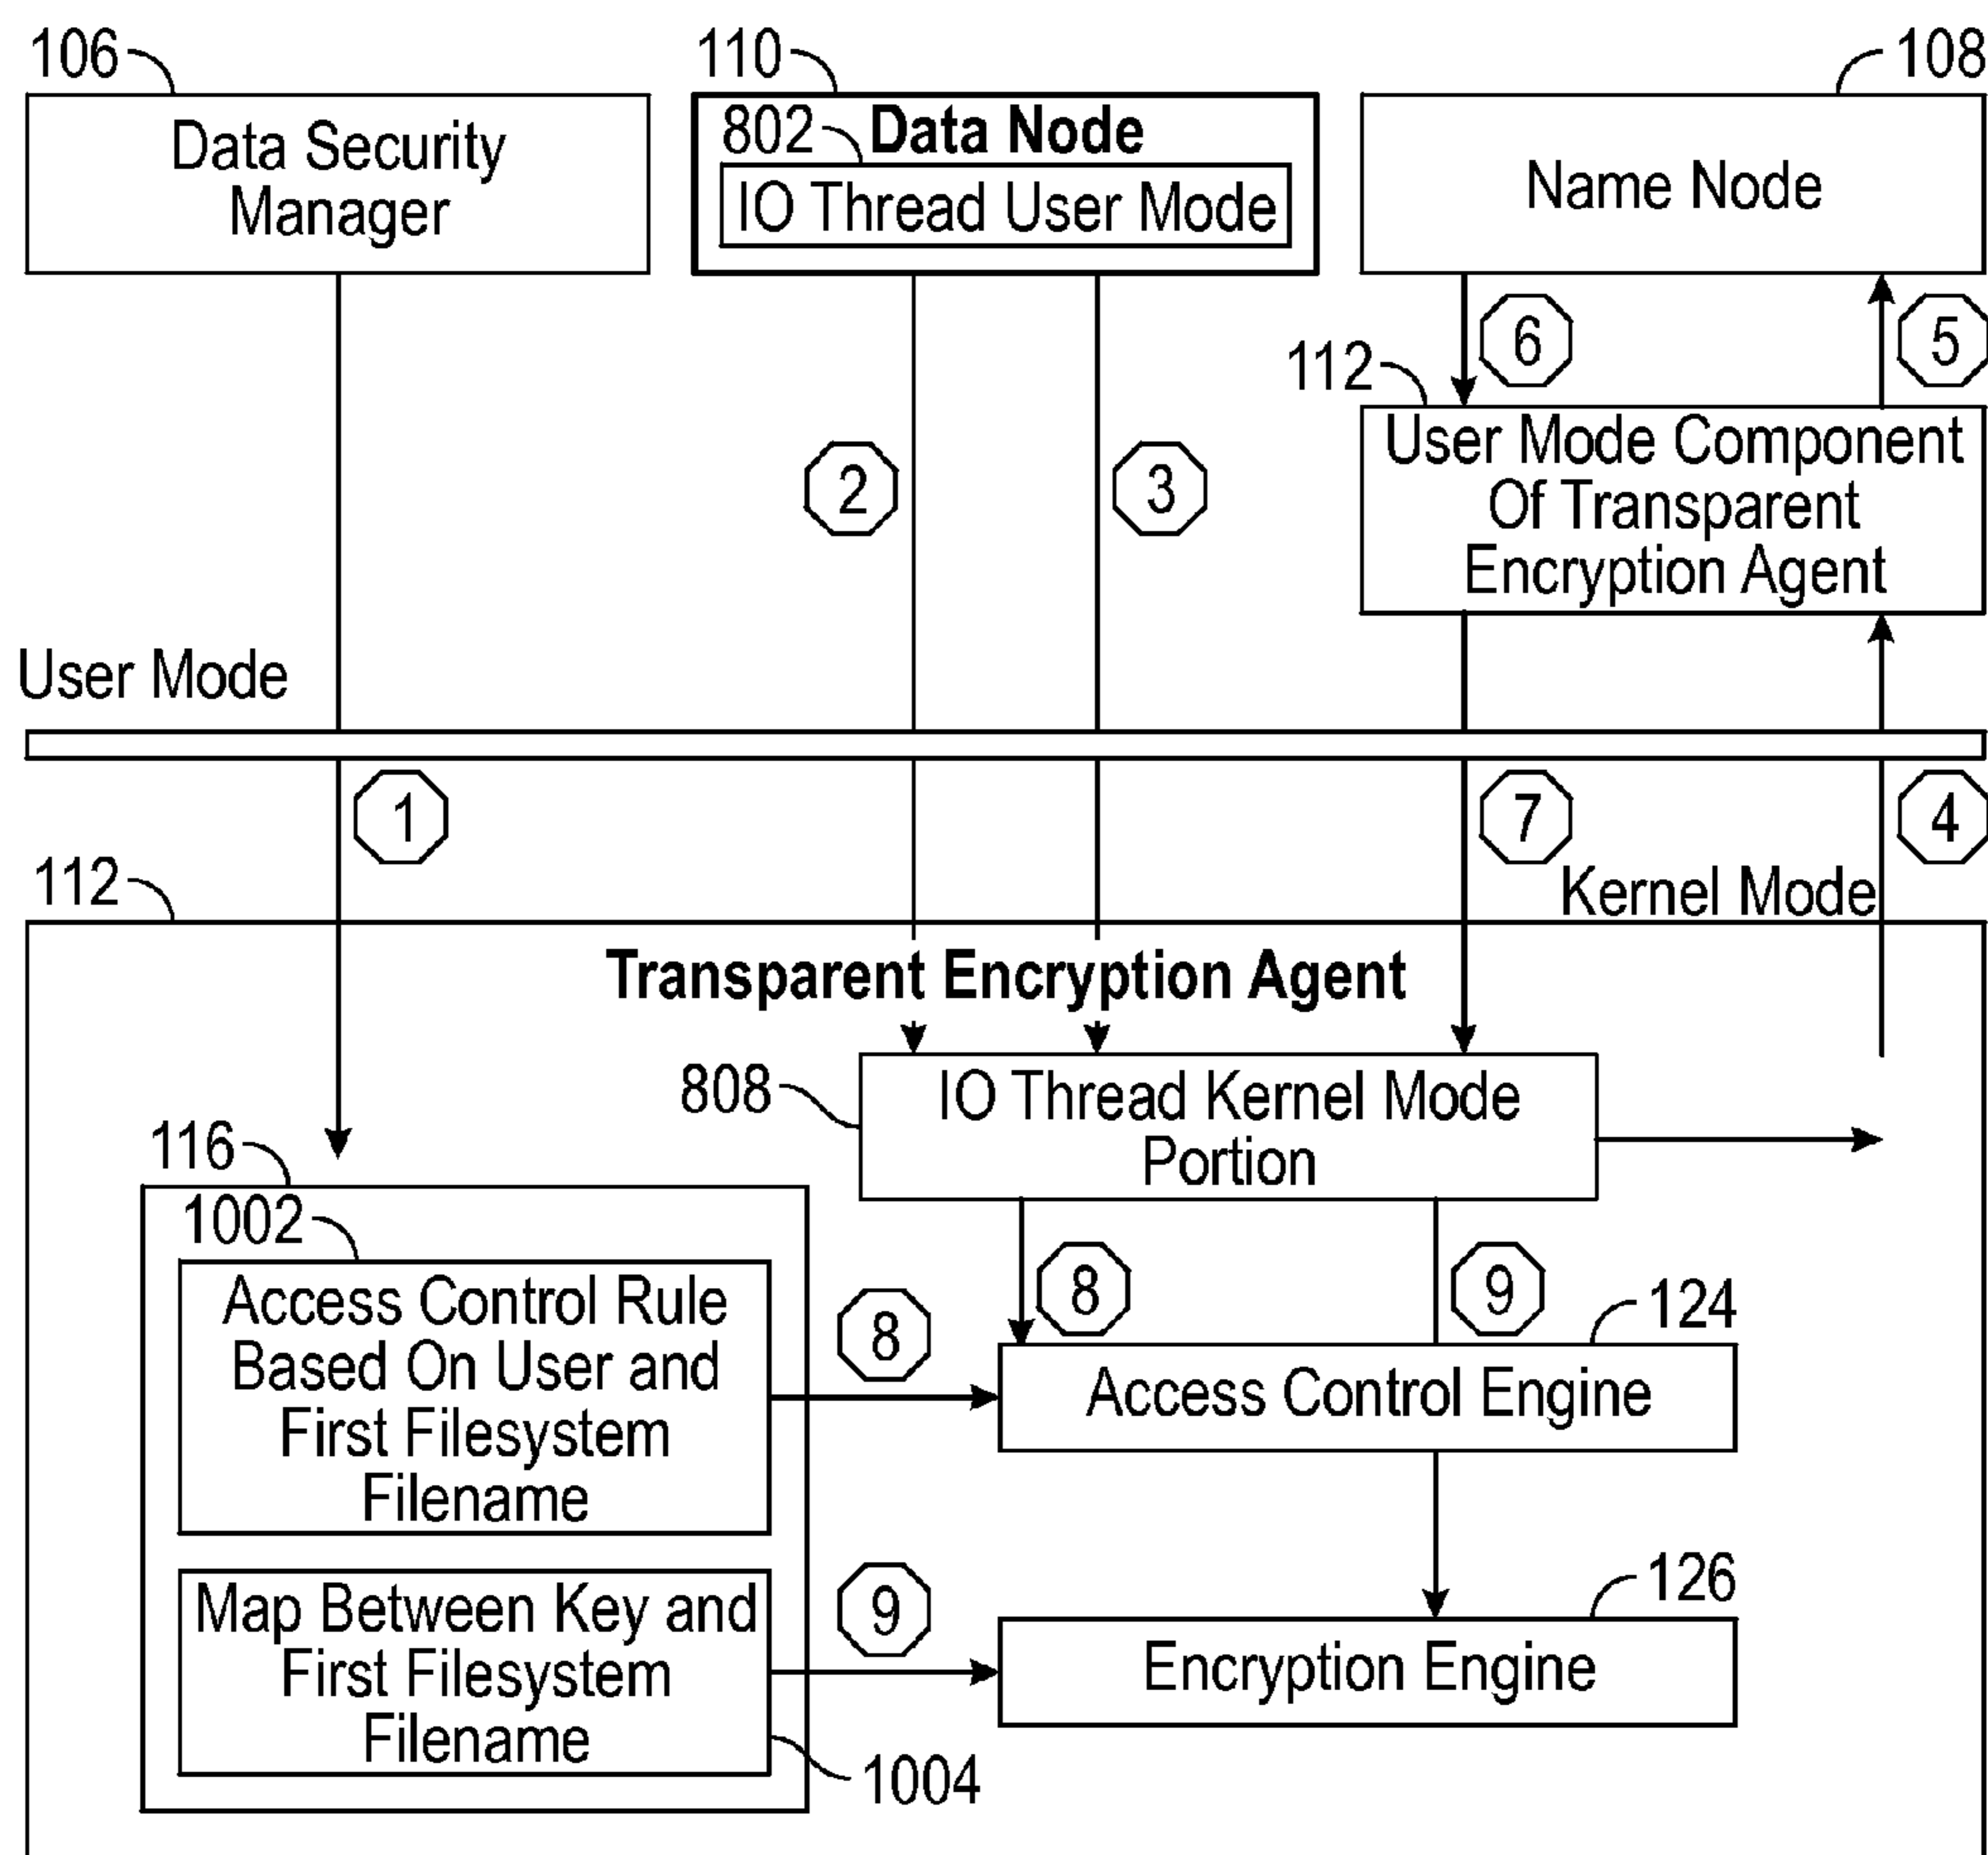 106
110
108
Data Security
Manager
802
Data Node
IO Thread User Mode
Name Node
6
5
112
User Mode Component
Of Transparent
Encryption Agent
2
3
User Mode
1
7
4
112
Kernel Mode
Transparent Encryption Agent
808
IO Thread Kernel Mode
Portion
116
1002
Access Control Rule
Based On User and
First Filesystem
Filename
8
8
9
124
Access Control Engine
Map Between Key and
First Filesystem
Filename
9
126
Encryption Engine
1004